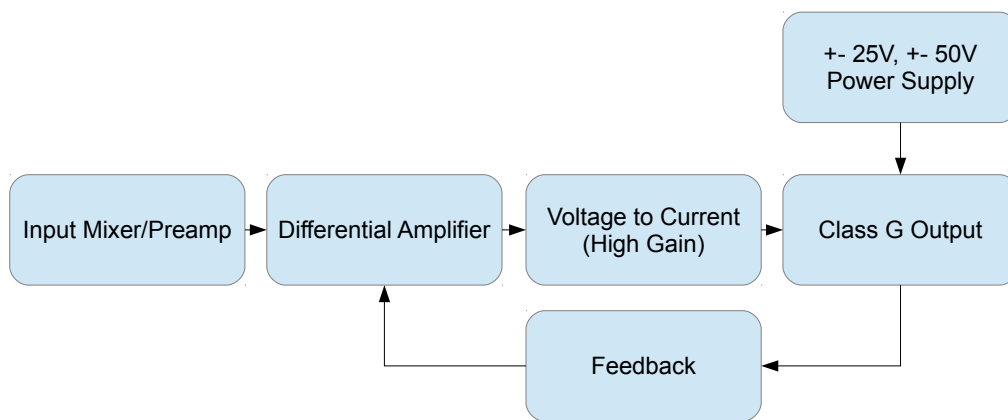 +- 25V, +- 50V
Power Supply
Input Mixer/Preamp
Differential Amplifier
Voltage to Current
(High Gain)
Class G Output
Feedback